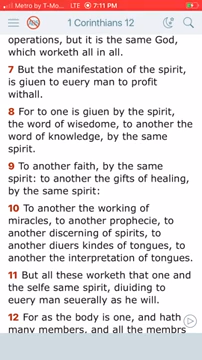 Metro by T-Mo... 7:11 PM
1 Corinthians 12
operations, but it is the same God,
which worketh all in all.
7 But the manifestation of the spirit,
is giuen to euery man to profit
withall.
8 For to one is giuen by the spirit,
the word of wisedome, to another the
word of knowledge, by the same
spirit.
9 To another faith, by the same
spirit: to another the gifts of healing,
by the same spirit:
10 To another the working of
miracles, to another prophecie, to
another discerning of spirits, to
another diuers kindes of tongues, to
another the interpretation of tongues.
11 But all these worketh that one and
the selfe same spirit, diuiding to
euery man seuerally as he will.
12 For as the body is one, and hath
many members, and all the membrs